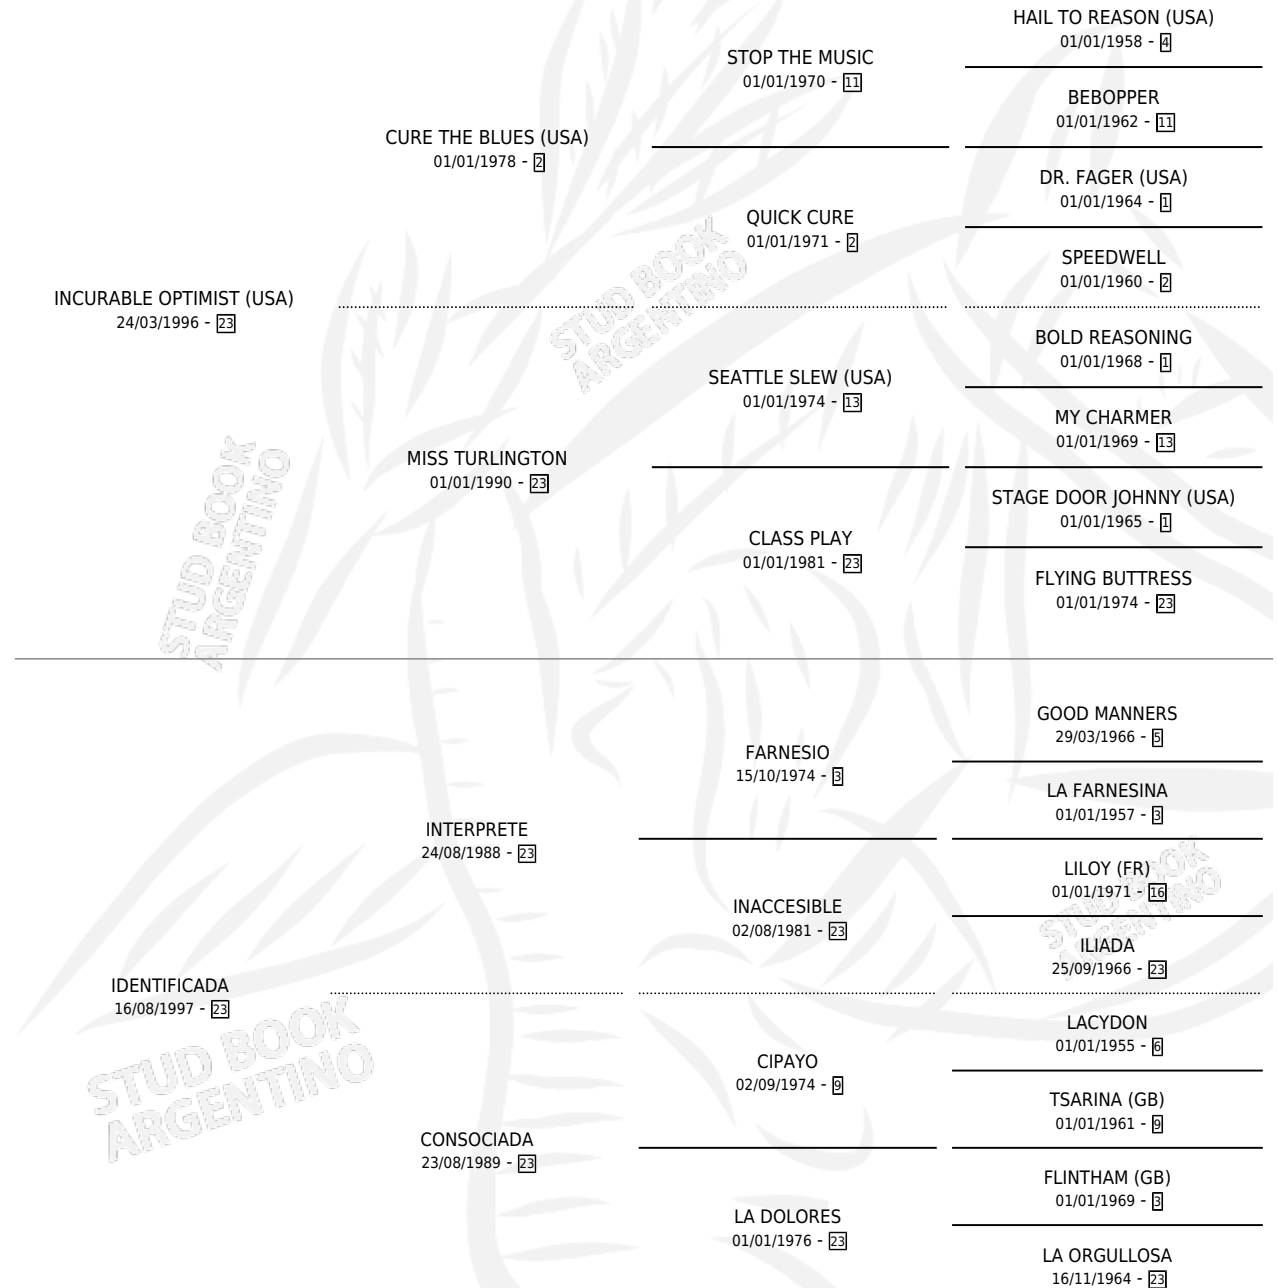 HAIL TO REASON (USA)
01/01/1958 - 4
STOP THE MUSIC
01/01/1970 - 11
BEBOPPER
01/01/1962 - 11
CURE THE BLUES (USA)
01/01/1978 - 2
DR. FAGER (USA)
01/01/1964 - 1
QUICK CURE
01/01/1971 - 2
SPEEDWELL
01/01/1960 - 2
INCURABLE OPTIMIST (USA)
24/03/1996 - 23
BOLD REASONING
01/01/1968 - 1
SEATTLE SLEW (USA)
01/01/1974 - 13
MY CHARMER
01/01/1969 - 13
MISS TURLINGTON
01/01/1990 - 23
STAGE DOOR JOHNNY (USA)
01/01/1965 - 1
CLASS PLAY
01/01/1981 - 23
FLYING BUTTRESS
01/01/1974 - 23
GOOD MANNERS
29/03/1966 - 5
FARNESIO
15/10/1974 - 3
LA FARNESINA
01/01/1957 - 3
INTERPRETE
24/08/1988 - 23
LILOY (FR)
01/01/1971 - 16
INACCESIBLE
02/08/1981 - 23
ILIADA
25/09/1966 - 23
IDENTIFICADA
16/08/1997 - 23
LACYDON
01/01/1955 - 6
CIPAYO
02/09/1974 - 9
TSARINA (GB)
01/01/1961 - 9
CONSOCIADA
23/08/1989 - 23
FLINTHAM (GB)
01/01/1969 - 3
LA DOLORES
01/01/1976 - 23
LA ORGULLOSA
16/11/1964 - 23
STUD BOOK
ARGENTINO
STUD BOOK
ARGENTINO
STUD BOOK
ARGENTINO
STUD BOOK
ARGENTINO